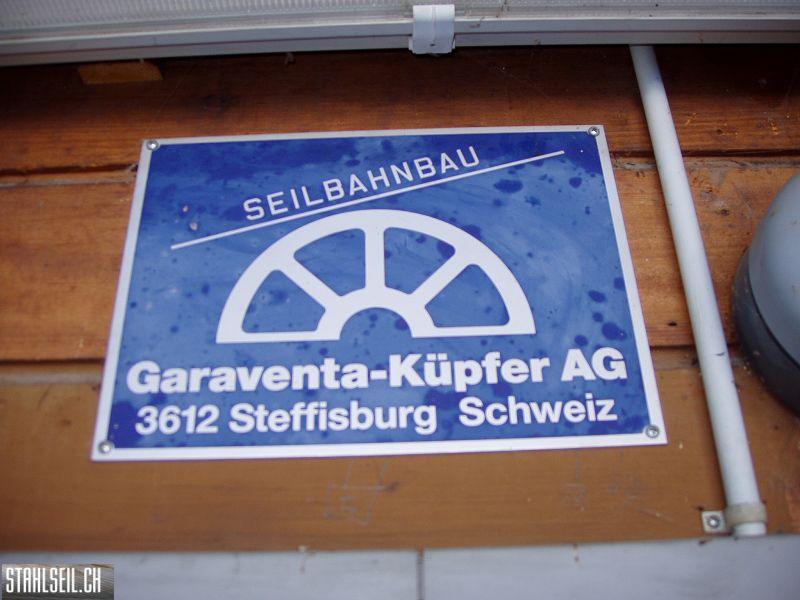 SEILBAHNBAU
Garaventa-Küpfer AG
3612 Steffisburg Schweiz
STAHLSEIL.CH